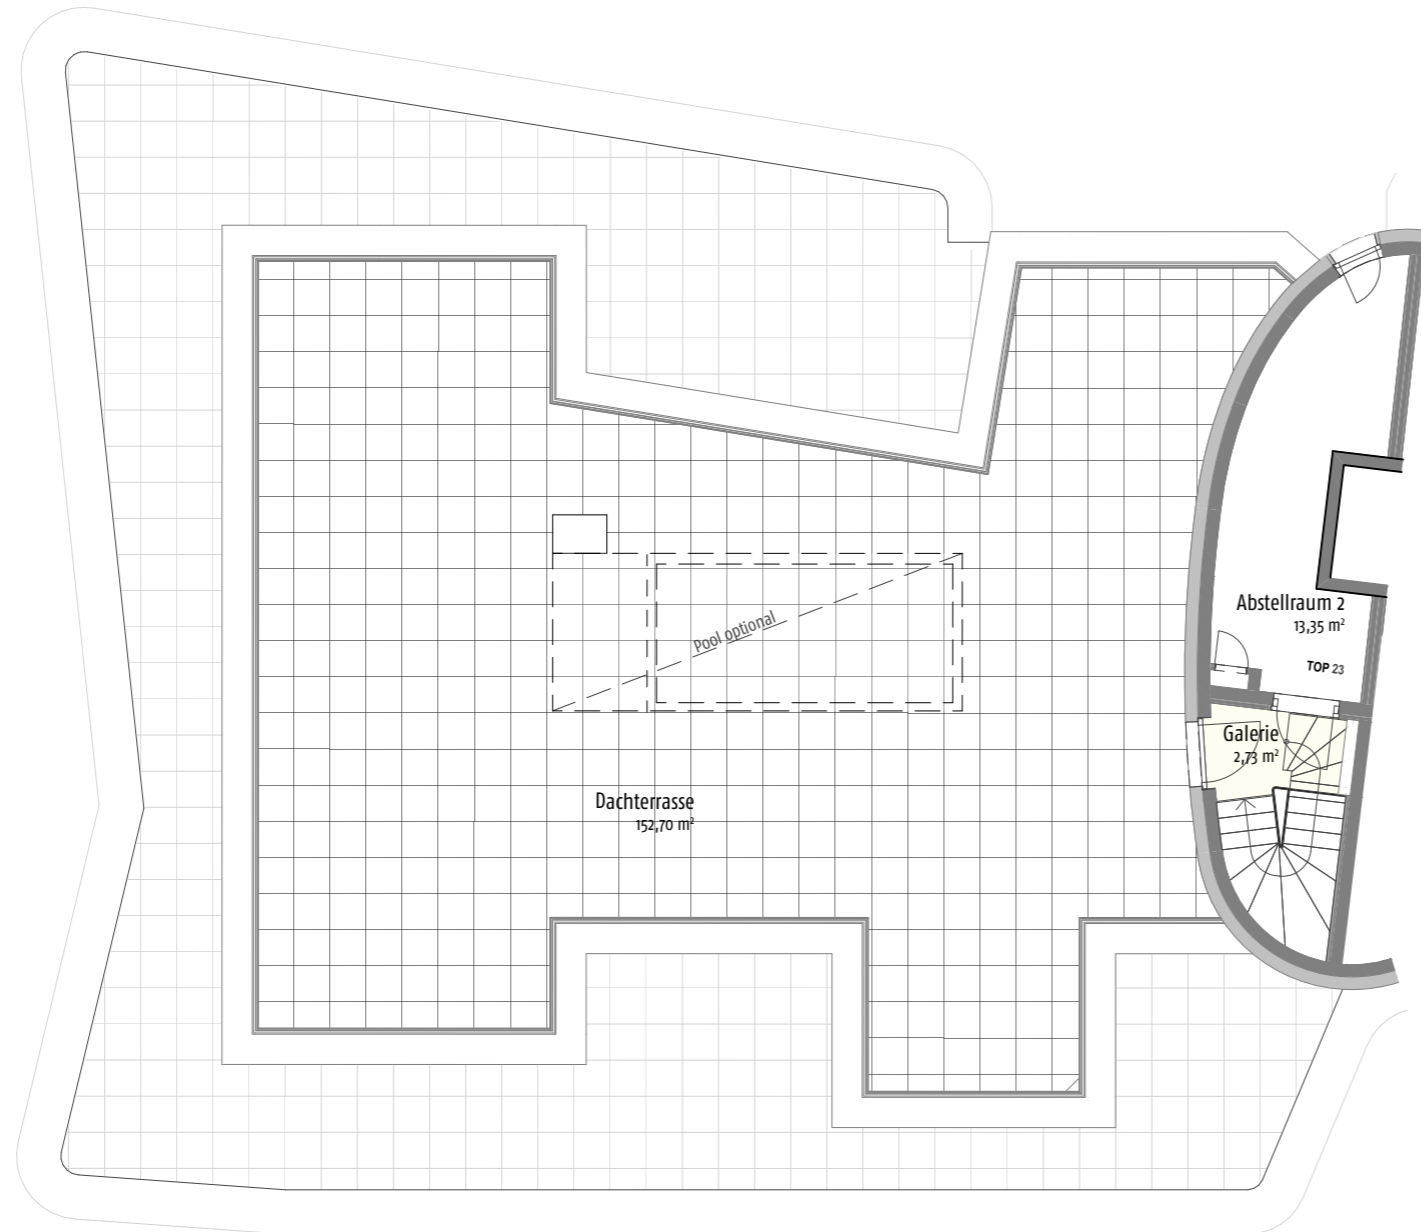 Abstellraum 2
13,35 m²
TOP 23
Pool optional
Galerie
2,73 m²
Dachterrasse
152,70 m²